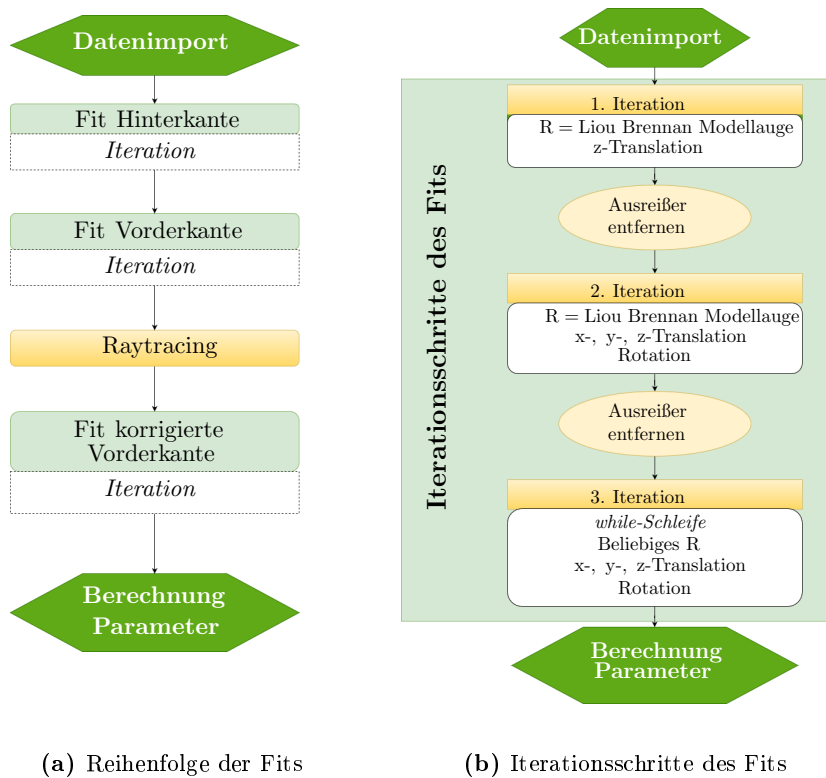 Datenimport
Fit Hinterkante
Iteration
Fit Vorderkante
Iteration
Raytracing
Fit korrigierte
Vorderkante
Iteration
Berechnung
Parameter
(a) Reihenfolge der Fits
Datenimport
Iterationsschritte des Fits
1. Iteration
R = Liou Brennan Modellauge
z-Translation
Ausreißer
entfernen
2. Iteration
R = Liou Brennan Modellauge
x-, y-, z-Translation
Rotation
Ausreißer
entfernen
3. Iteration
while-Schleife
Beliebiges R
x-, y-, z-Translation
Rotation
Berechnung
Parameter
(b) Iterationsschritte des Fits